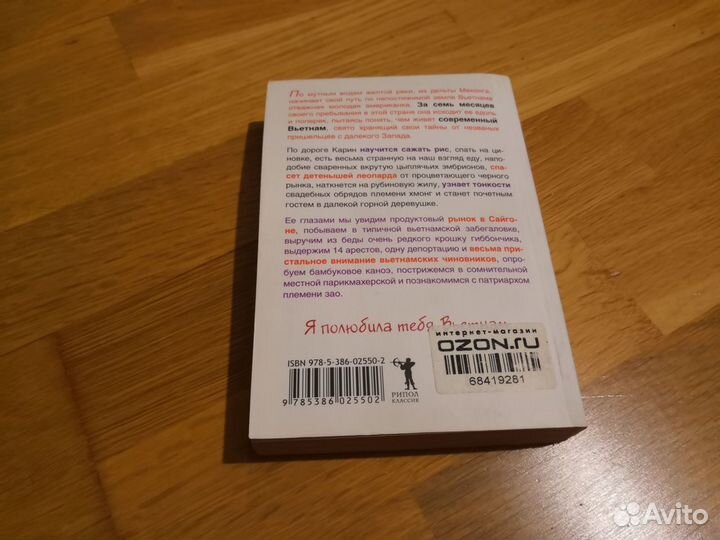 По мутным водам желтой реки, из дельты Меконга,
начинает свой путь по непостижимой земле Вьетнама
отважная молодая американка. За семь месяцев
своего пребывания в этой стране она исходит ее вдоль
и поперек, пытаясь понять, чем живет современный
Вьетнам, свято хранящий свои тайны от незваных
пришельцев с далекого Запада.
По дороге Карин научится сажать рис, спать на ци-
новке, есть весьма странную на наш взгляд еду, напо-
добие сваренных вкрутую цыплячьих эмбрионов, спа-
сет детенышей леопарда от процветающего черного
рынка, наткнется на рубиновую жилу, узнает тонкости
свадебных обрядов племени хмонг и станет почетным
гостем в далекой горной деревушке.
Ее глазами мы увидим продуктовый рынок в Сайго-
не, побываем в типичной вьетнамской забегаловке,
выручим из беды очень редкого крошку гиббончика,
выдержим 14 арестов, одну депортацию и весьма при-
стальное внимание вьетнамских чиновников, опро-
буем бамбуковое каноэ, пострижемся в сомнительной
местной парикмахерской и познакомимся с патриархом
племени зао.
Я полюбила тебя, Вьетнам
ISBN 978-5-386-02550-2
9 785386 025502
РИПОЛ
КЛАССИК
интернет-магазин
OZON.ru
68419281
Avito